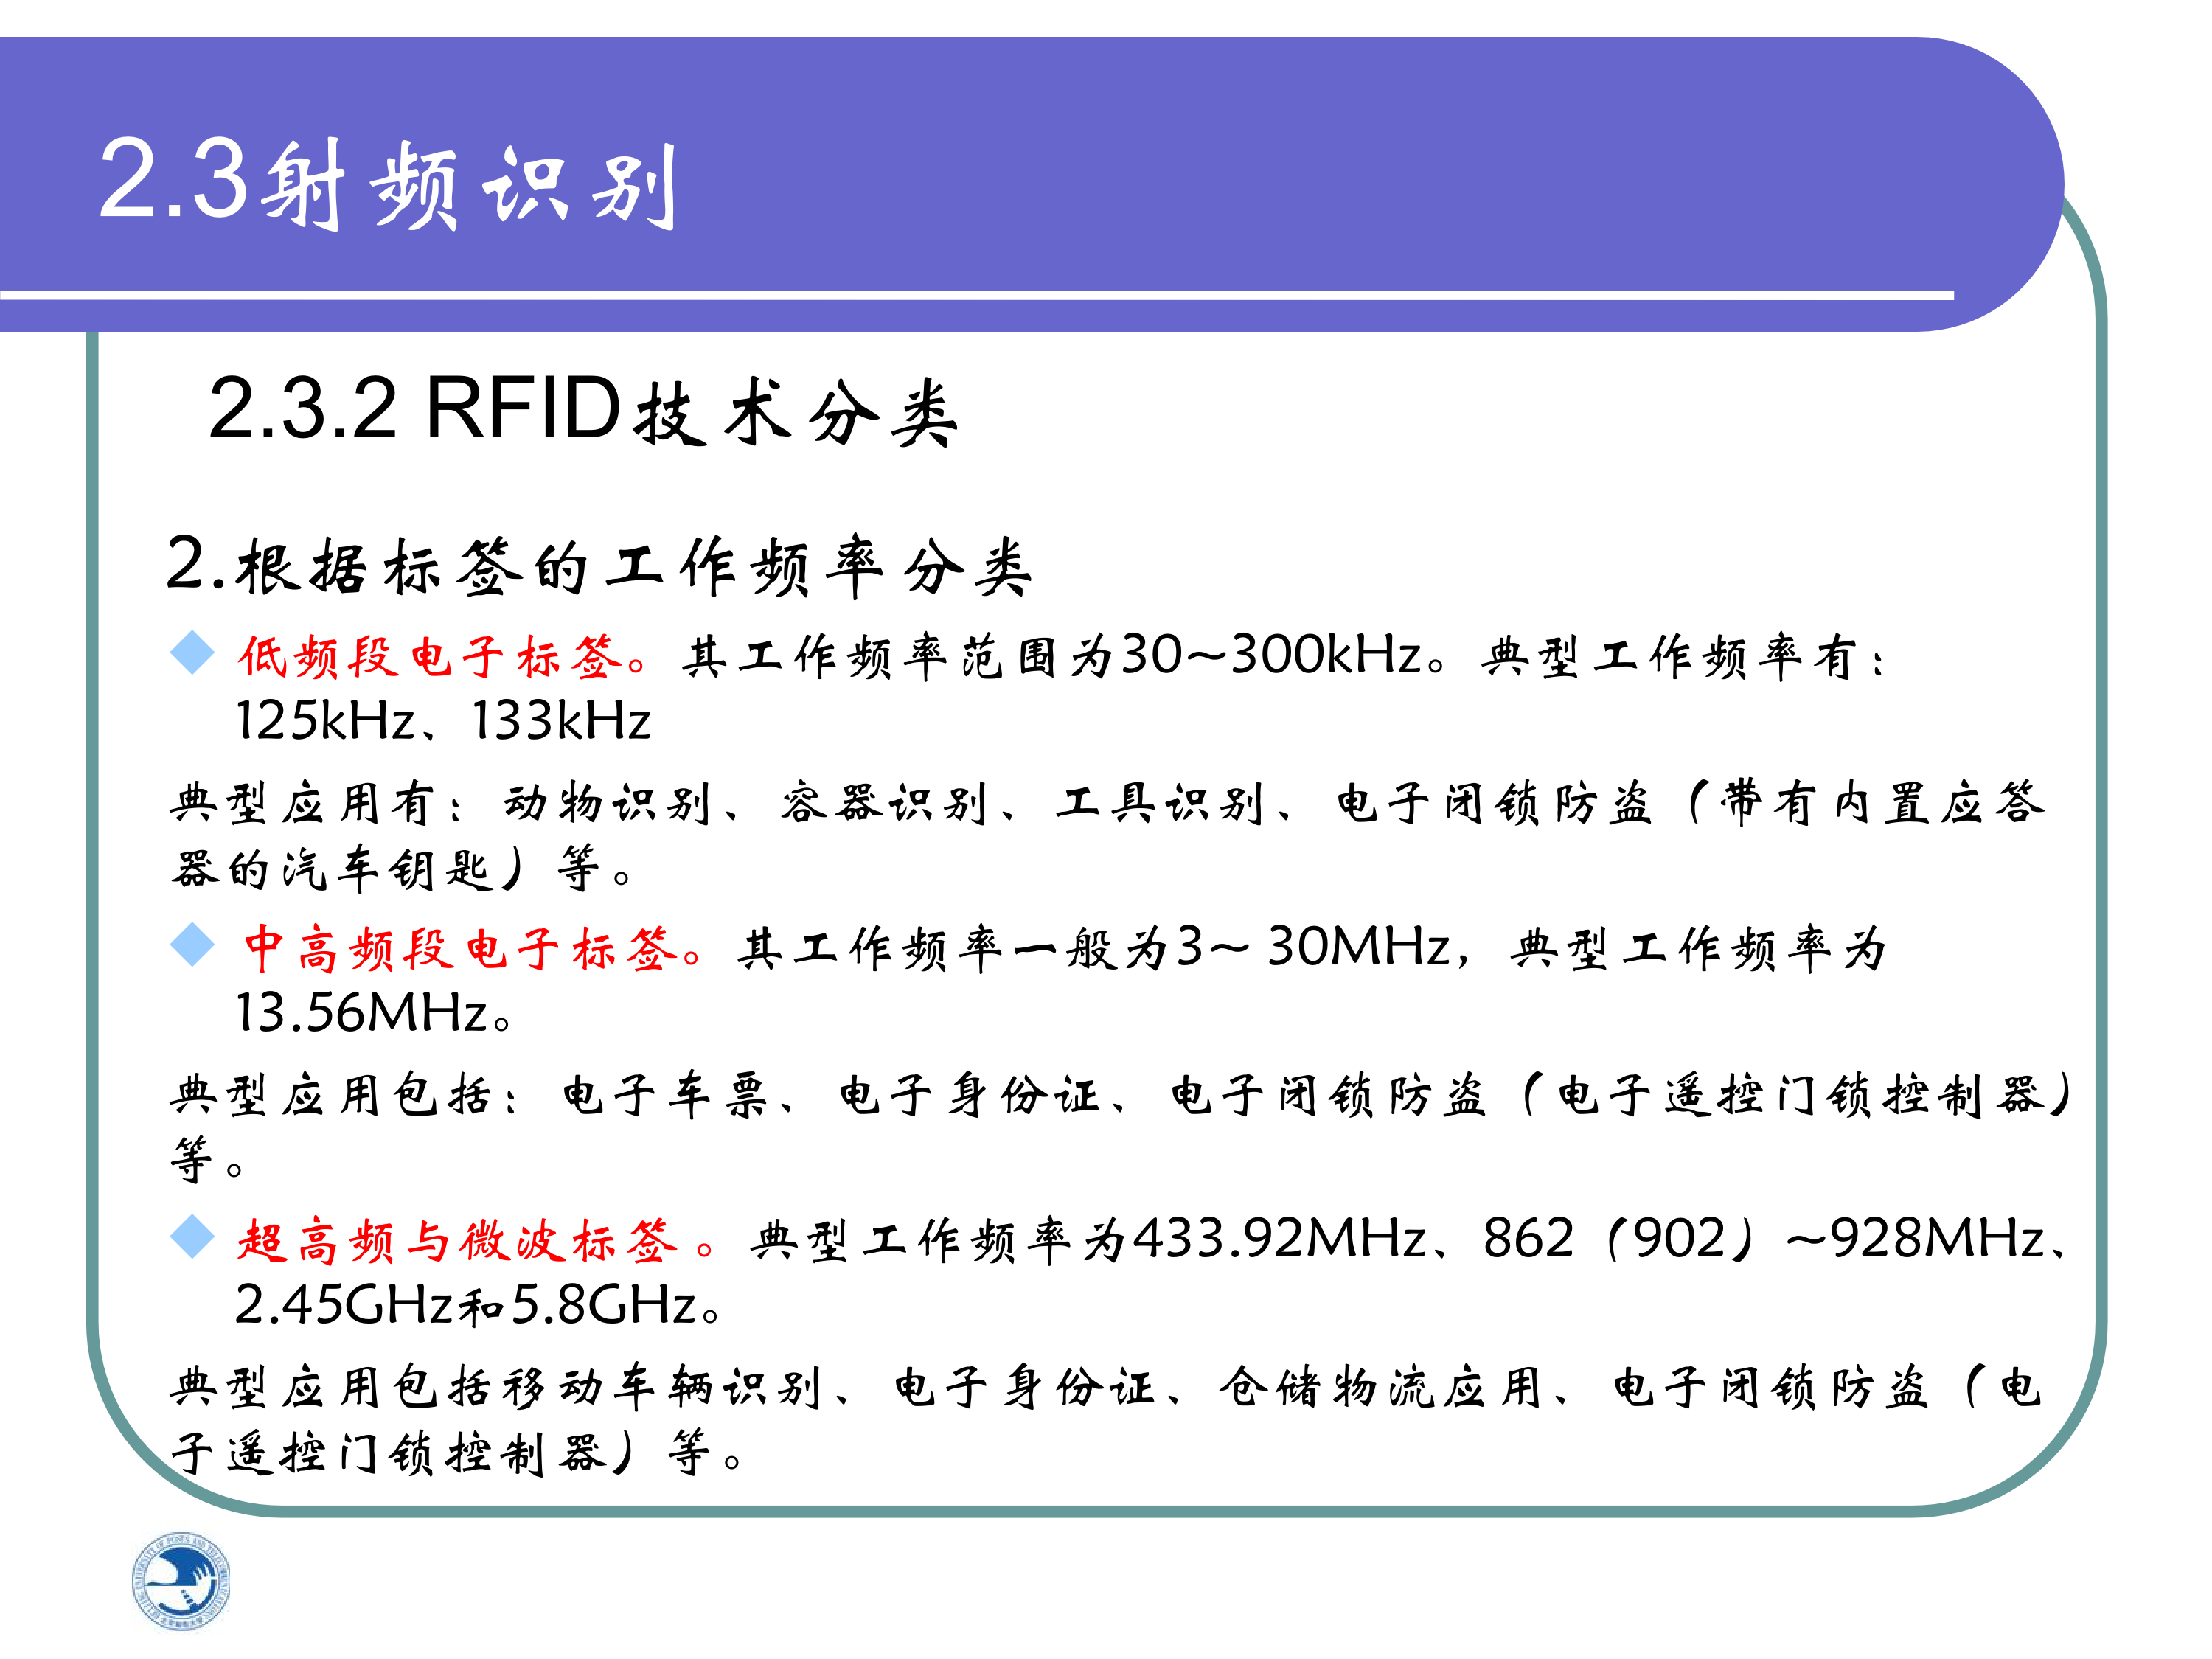 2.3射频识别
2.3.2 RFID技术分类
2.根据标签的工作频率分类
低频段电子标签。其工作频率范围为30~300kHz。典型工作频率有：
125kHz、133kHz
典型应用有：动物识别、容器识别、工具识别、电子闭锁防盗（带有内置应答
器的汽车钥匙）等。
中高频段电子标签。其工作频率一般为3~ 30MHz，典型工作频率为
13.56MHz。
典型应用包括：电子车票、电子身份证、电子闭锁防盗（电子遥控门锁控制器）
等。
超高频与微波标签 。典型工作频率为433.92MHz、862（902）~928MHz、
2.45GHz和5.8GHz。
典型应用包括移动车辆识别、电子身份证、仓储物流应用、电子闭锁防盗（电
子遥控门锁控制器）等。